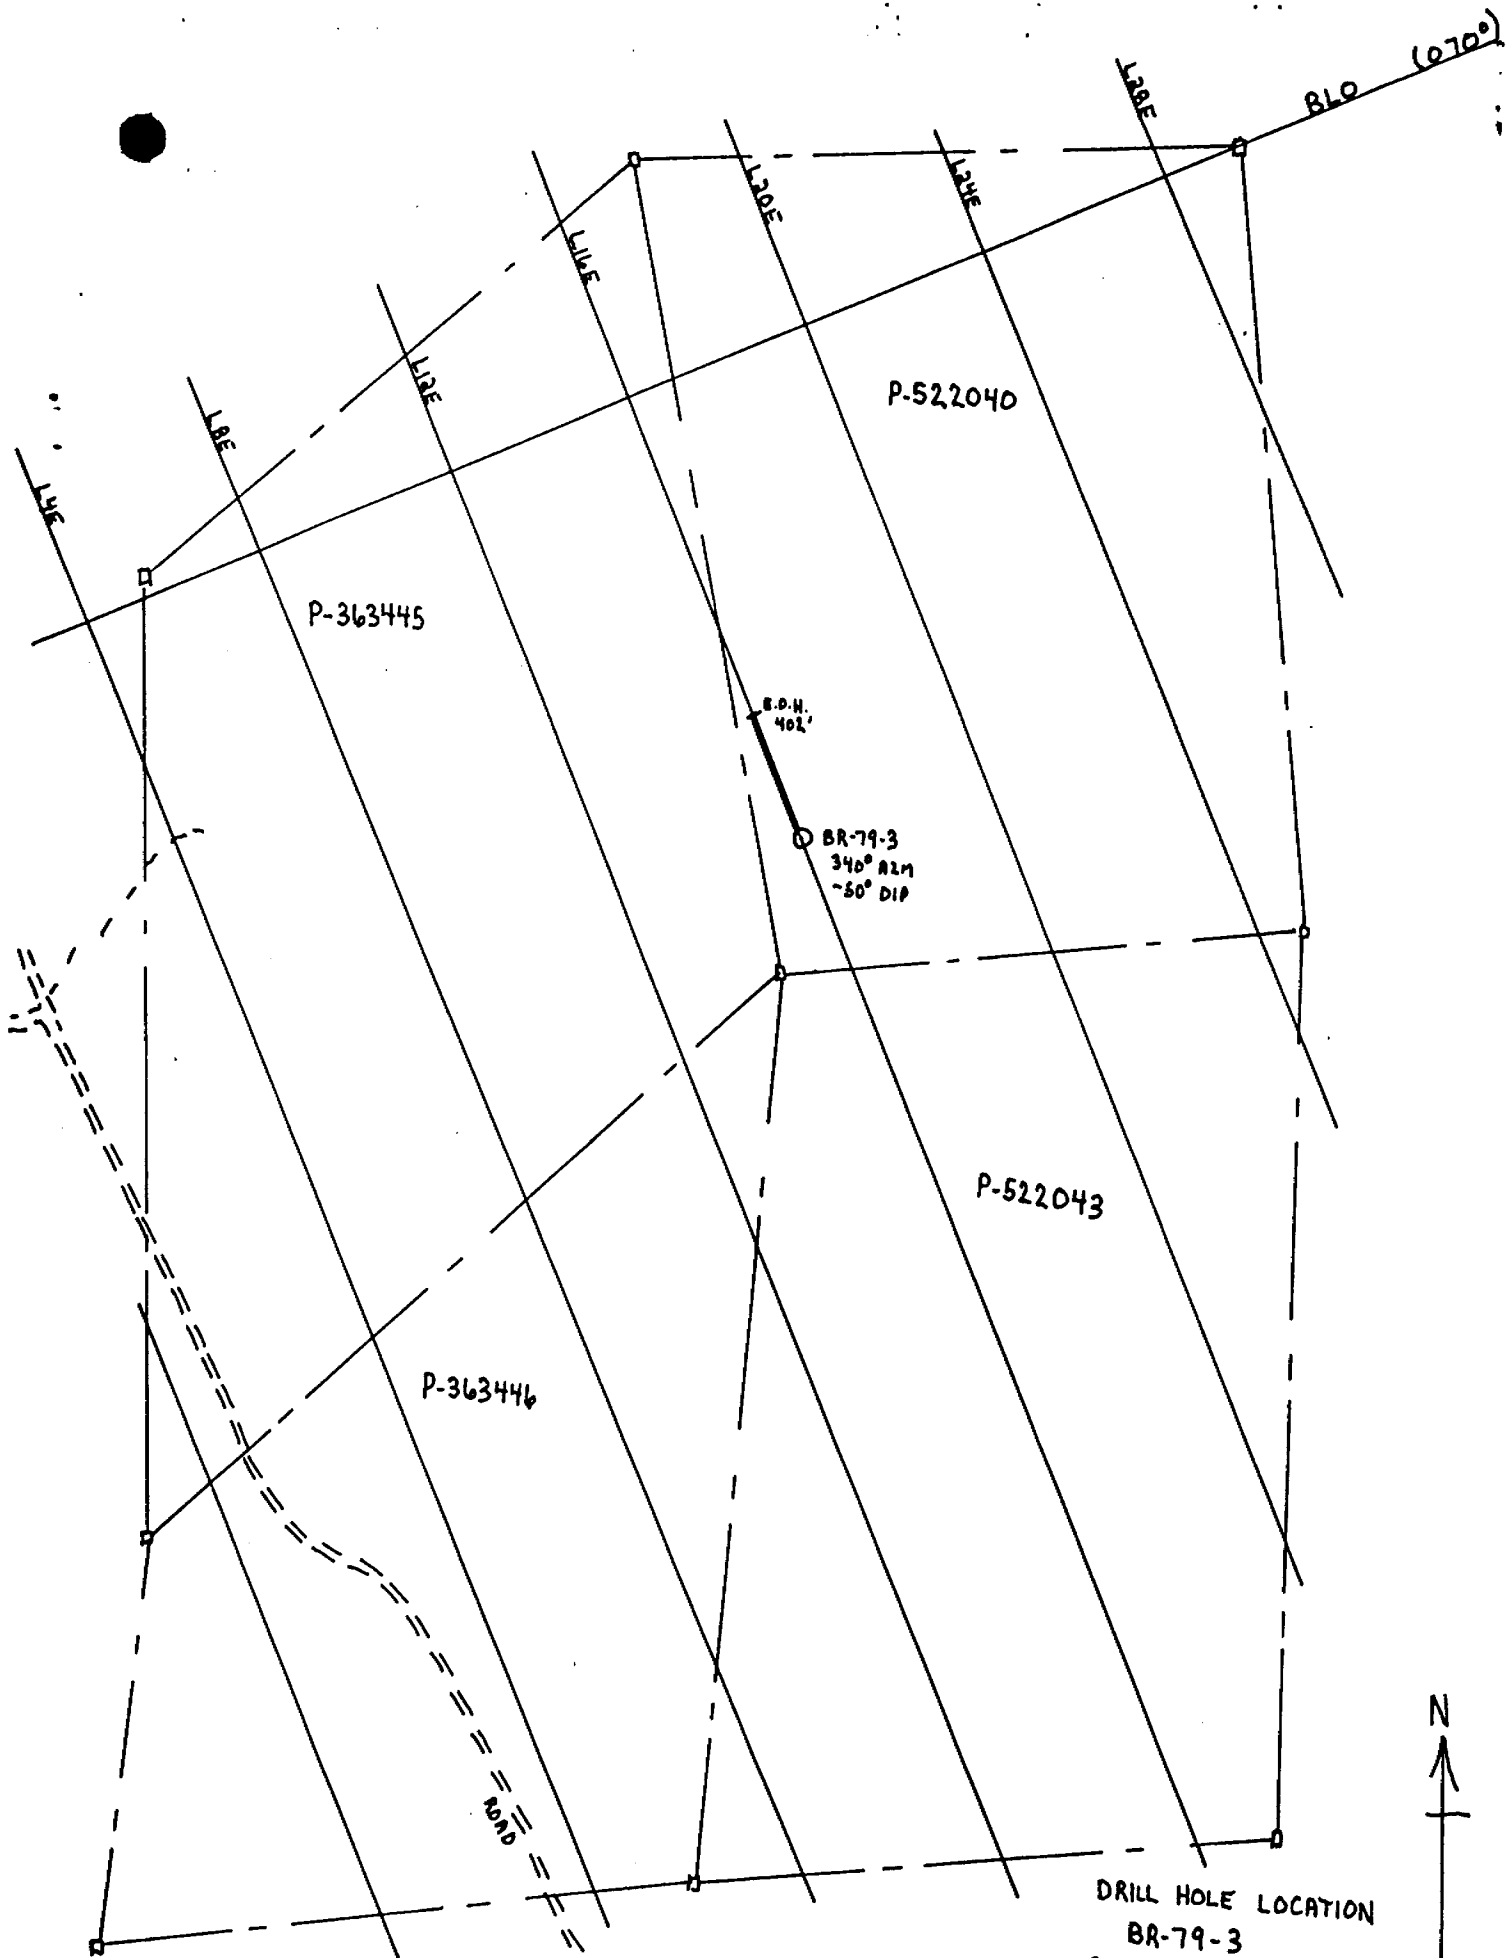 (070°)
BLO
L28E
L24E
L20E
L16E
L12E
L8E
L4E
P-522040
P-363445
E.O.H.
402'
BR-79-3
340° AZM
-50° DIP
P-522043
P-363446
ROAD
N
DRILL HOLE LOCATION
BR-79-3